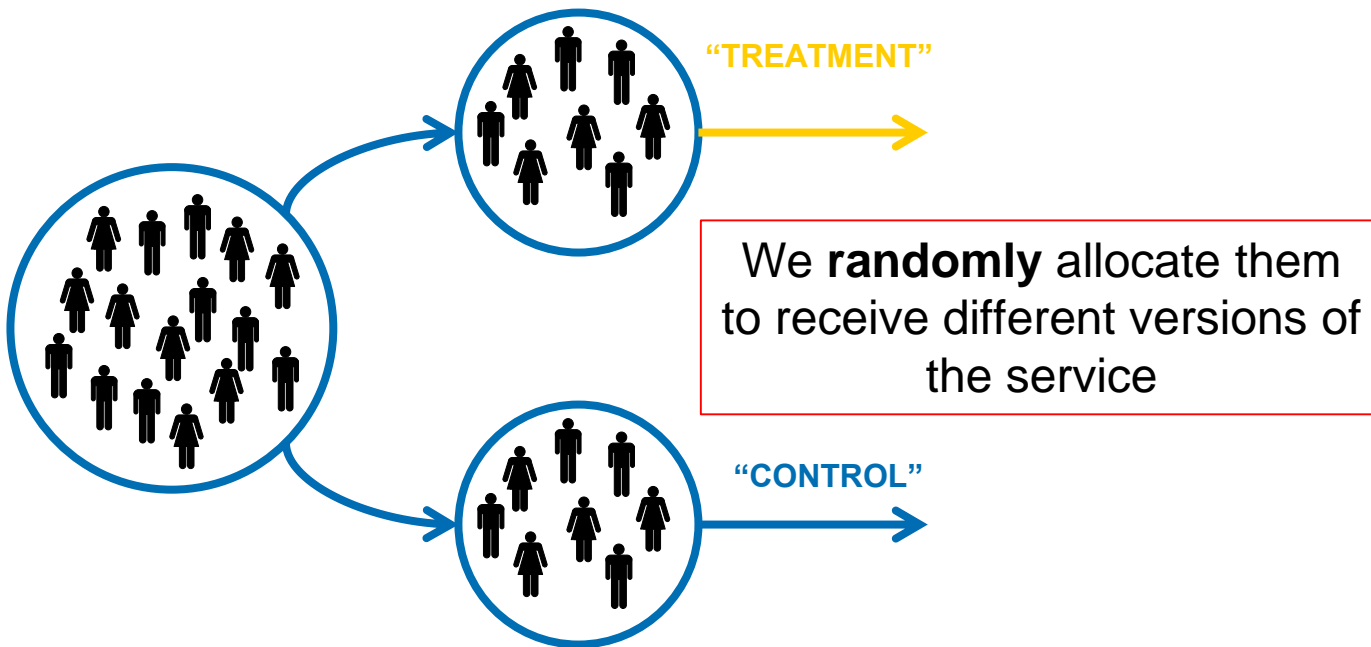 “TREATMENT”
We randomly allocate them
to receive different versions of
the service
“CONTROL”